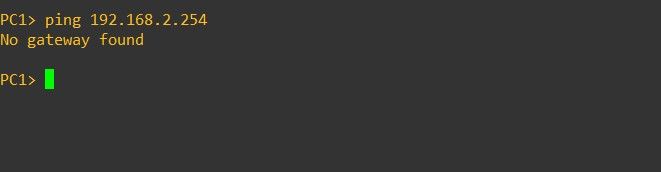 PC1> ping 192.168.2.254
No gateway found
PC1>